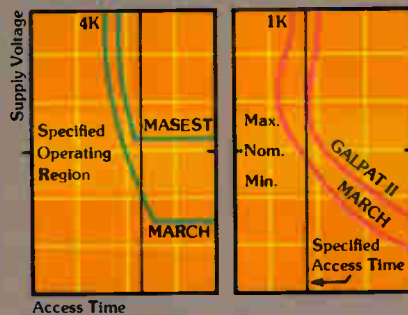 Supply Voltage
4K
Specified
Operating
Region
MASEST
MARCH
Access Time
1K
Max.
Nom.
Min.
GALPAT II
MARCH
Specified
Access Time